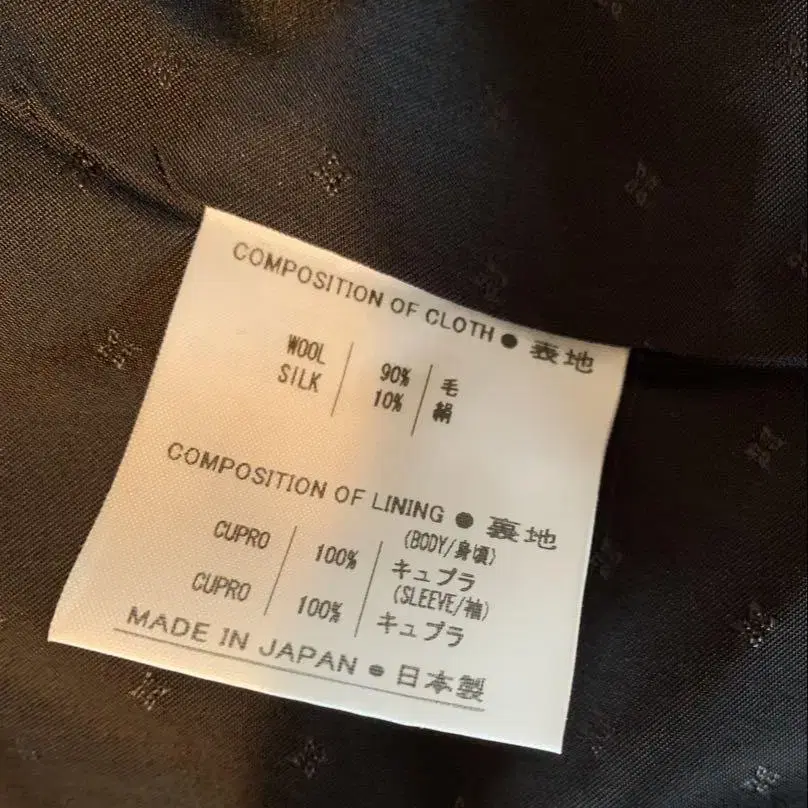 COMPOSITION OF CLOTH ● 表地
WOOL 90% 毛
SILK 10% 絹
COMPOSITION OF LINING ● 裏地
(BODY/身頃)
CUPRO 100% キュプラ
(SLEEVE/袖)
CUPRO 100% キュプラ
MADE IN JAPAN ● 日本製